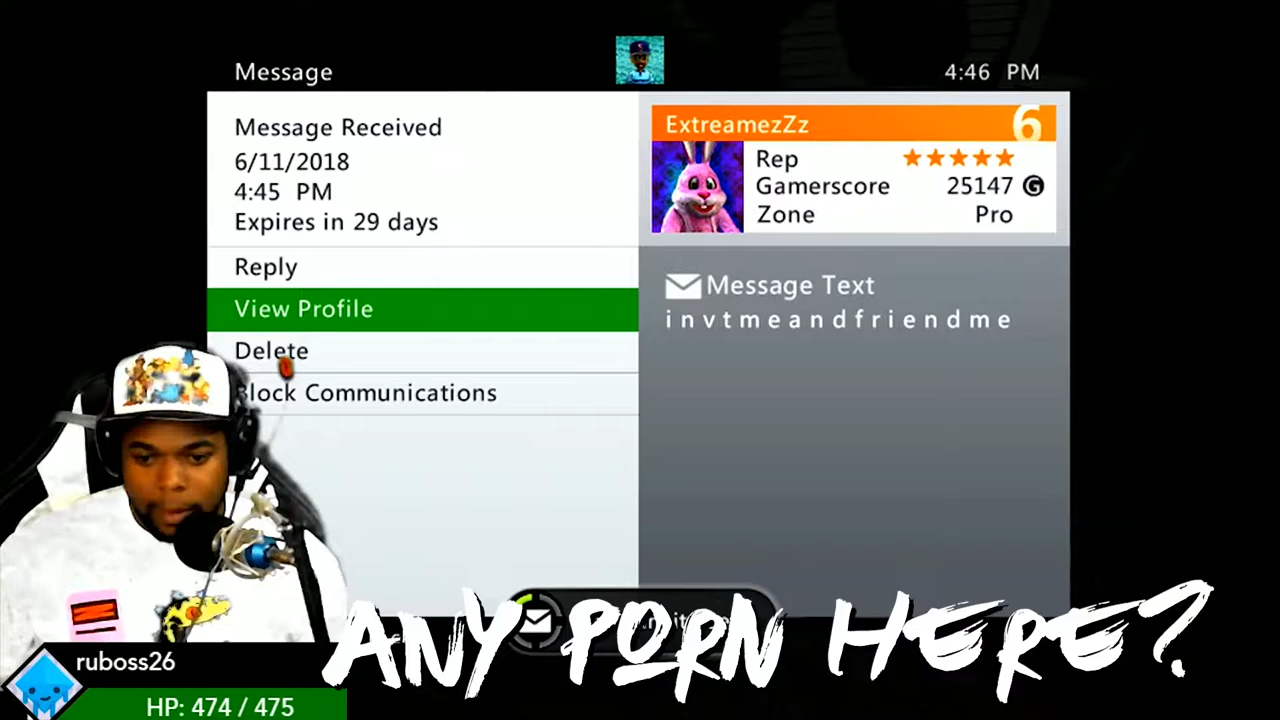 Message
4:46 PM
Message Received
6/11/2018
4:45 PM
Expires in 29 days
Reply
View Profile
Delete
Block Communications
ExtreamezZz
6
Rep
Gamerscore 25147 G
Zone Pro
Message Text
invtmeandfriendme
ANY PORN HERE?
ruboss26
HP: 474 / 475